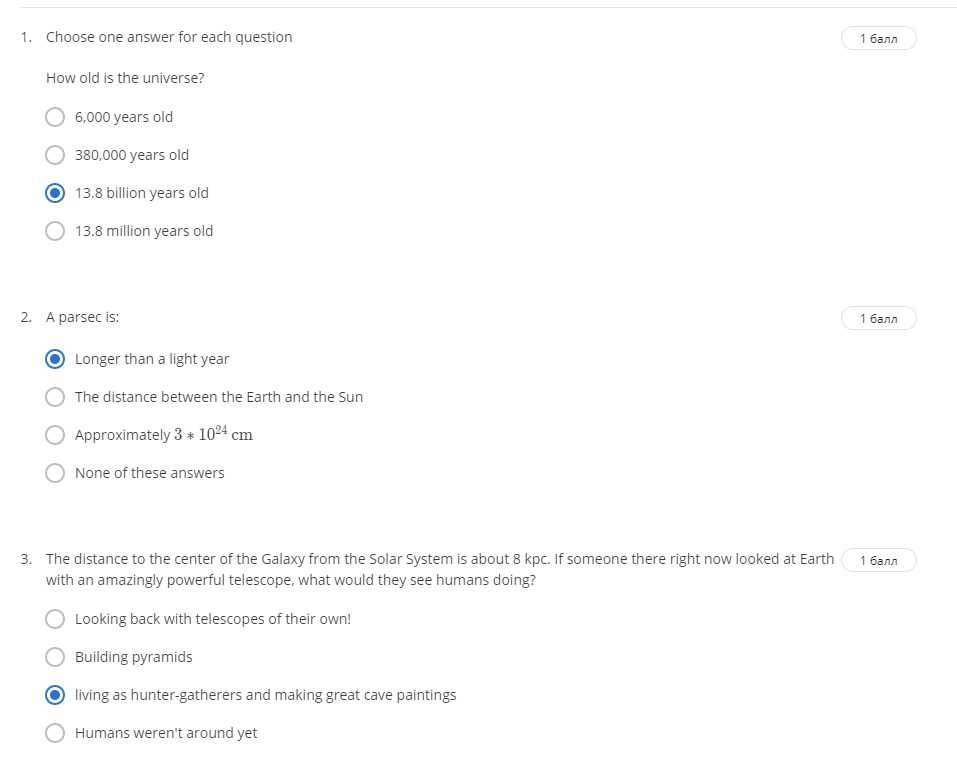 1. Choose one answer for each question
1 балл
How old is the universe?
6,000 years old
380,000 years old
13.8 billion years old
13.8 million years old
2. A parsec is:
1 балл
Longer than a light year
The distance between the Earth and the Sun
Approximately 3 * 10²⁴ cm
None of these answers
3. The distance to the center of the Galaxy from the Solar System is about 8 kpc. If someone there right now looked at Earth
1 балл
with an amazingly powerful telescope, what would they see humans doing?
Looking back with telescopes of their own!
Building pyramids
living as hunter-gatherers and making great cave paintings
Humans weren't around yet